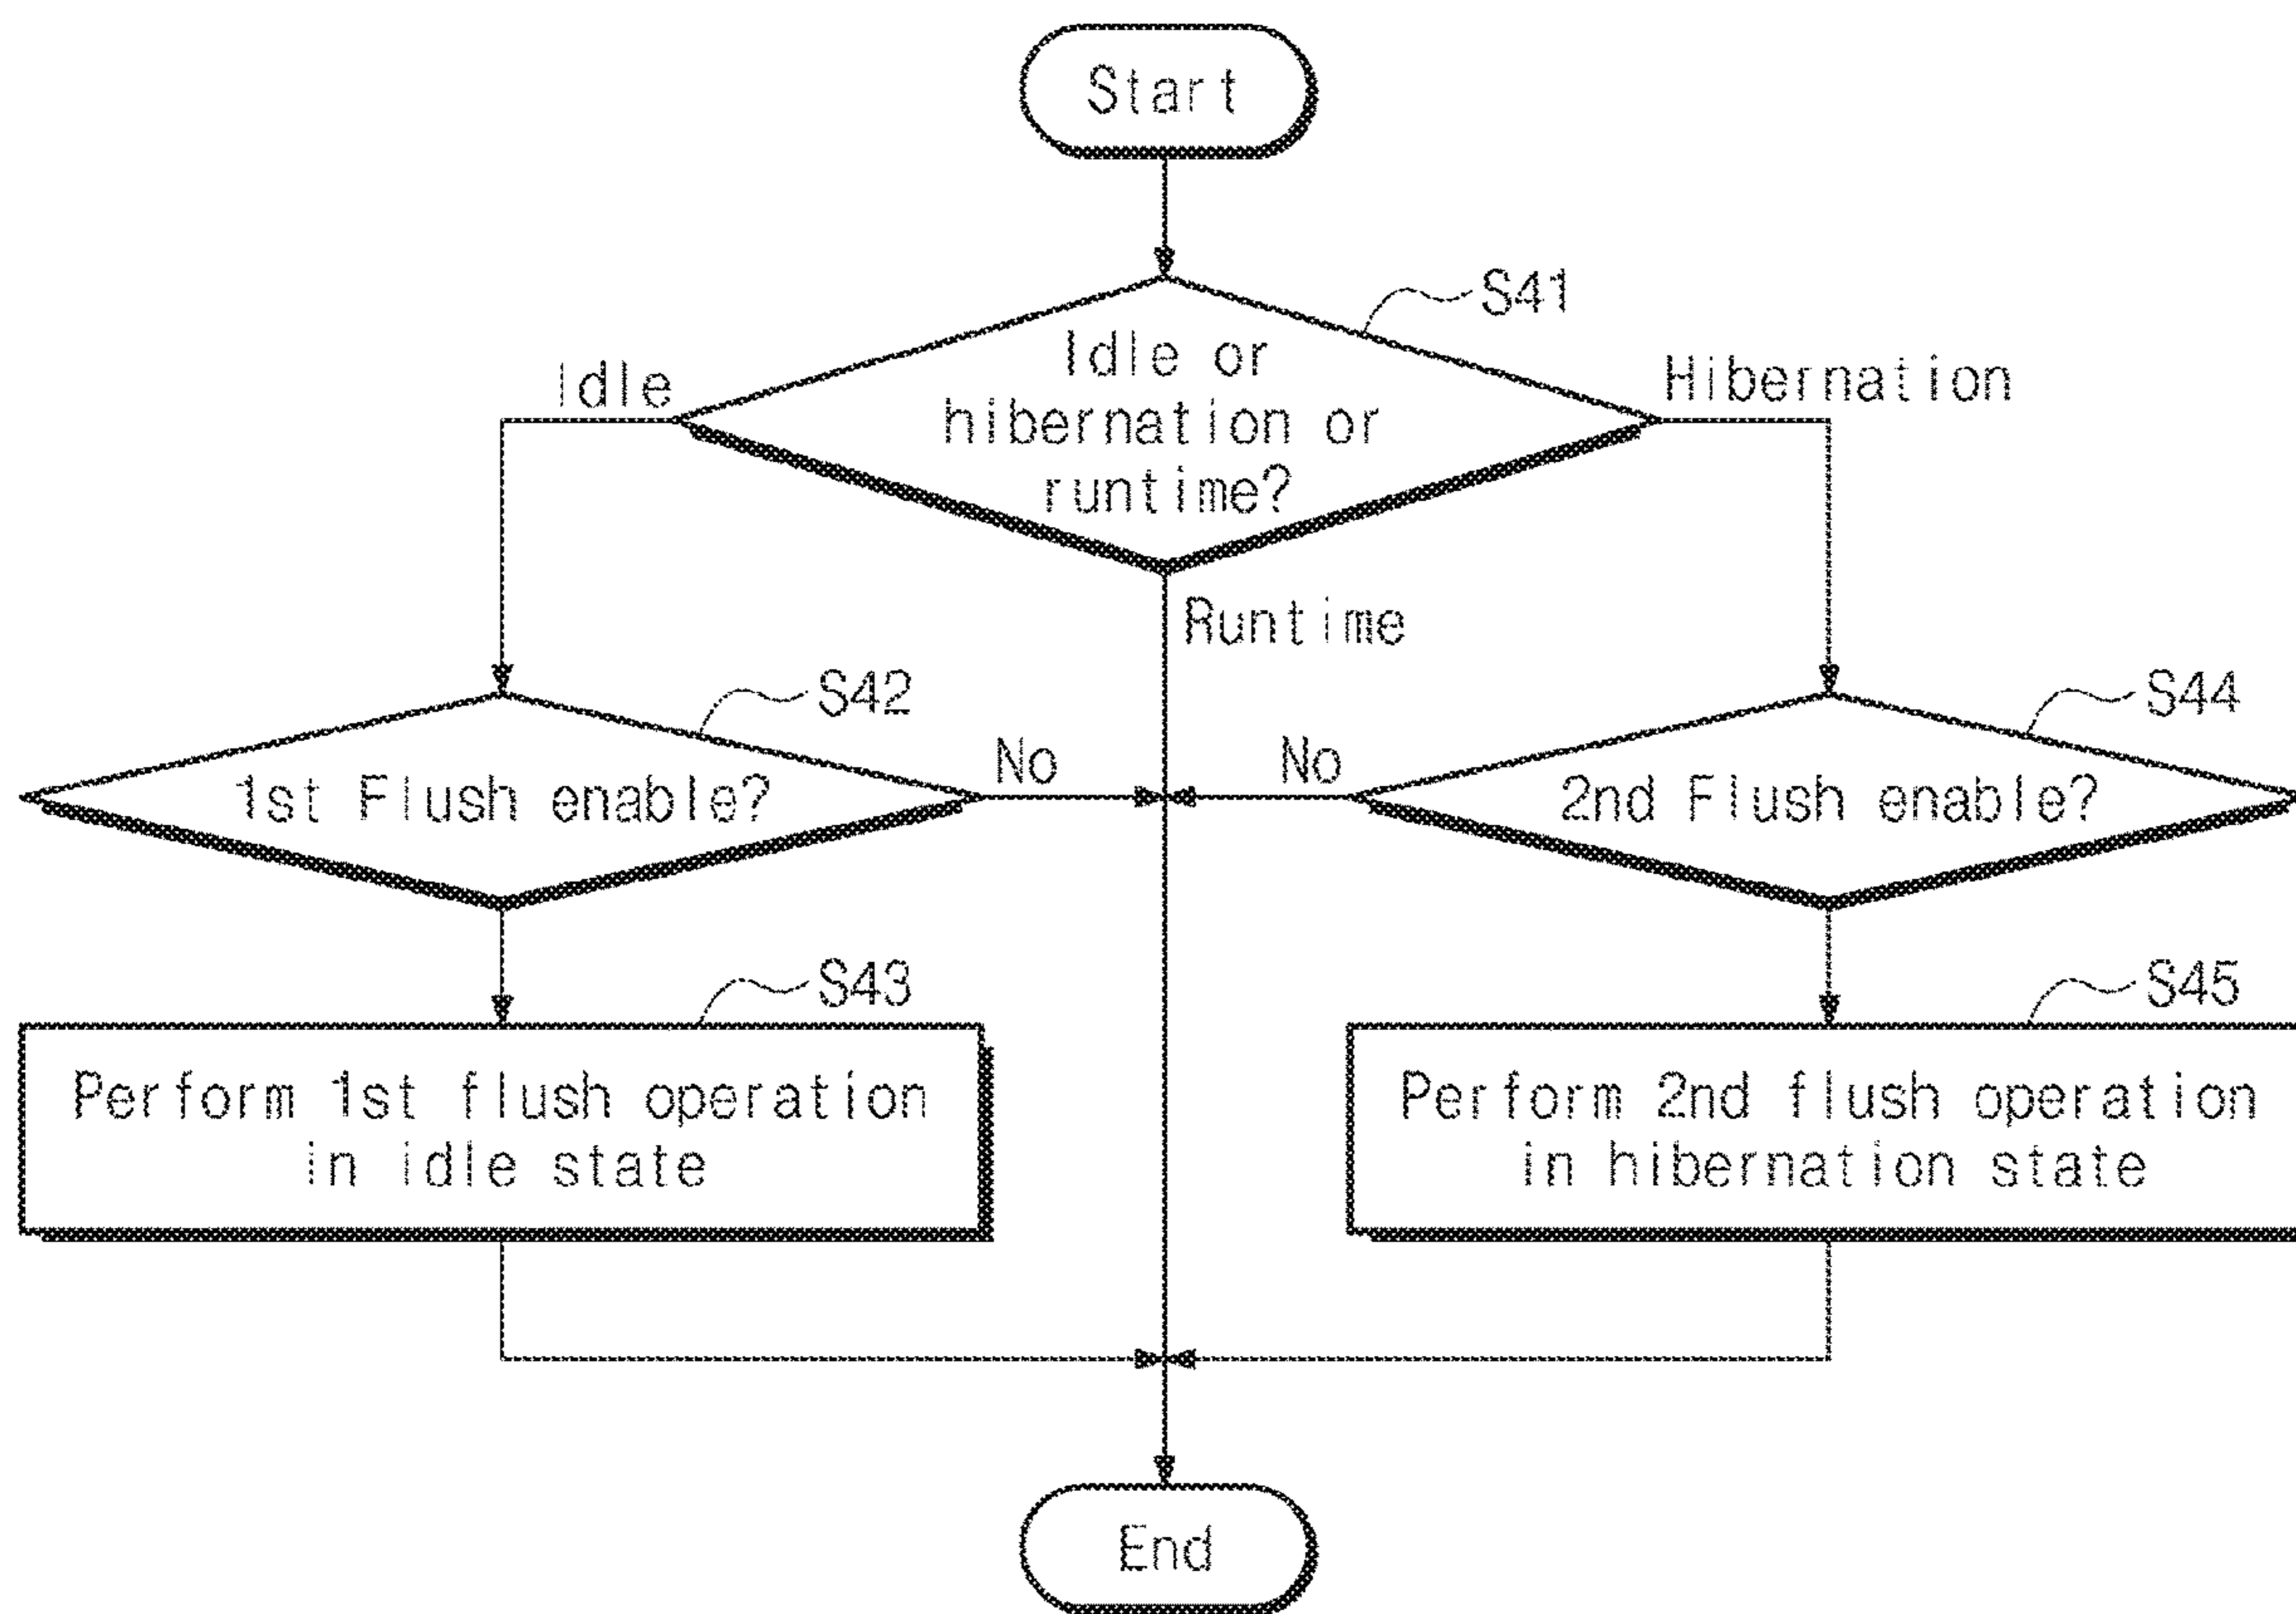 Start
S41
Idle or
hibernation or
runtime?
Idle
Hibernation
Runtime
S42
S44
1st Flush enable?
No
No
2nd Flush enable?
S43
S45
Perform 1st flush operation
in idle state
Perform 2nd flush operation
in hibernation state
End